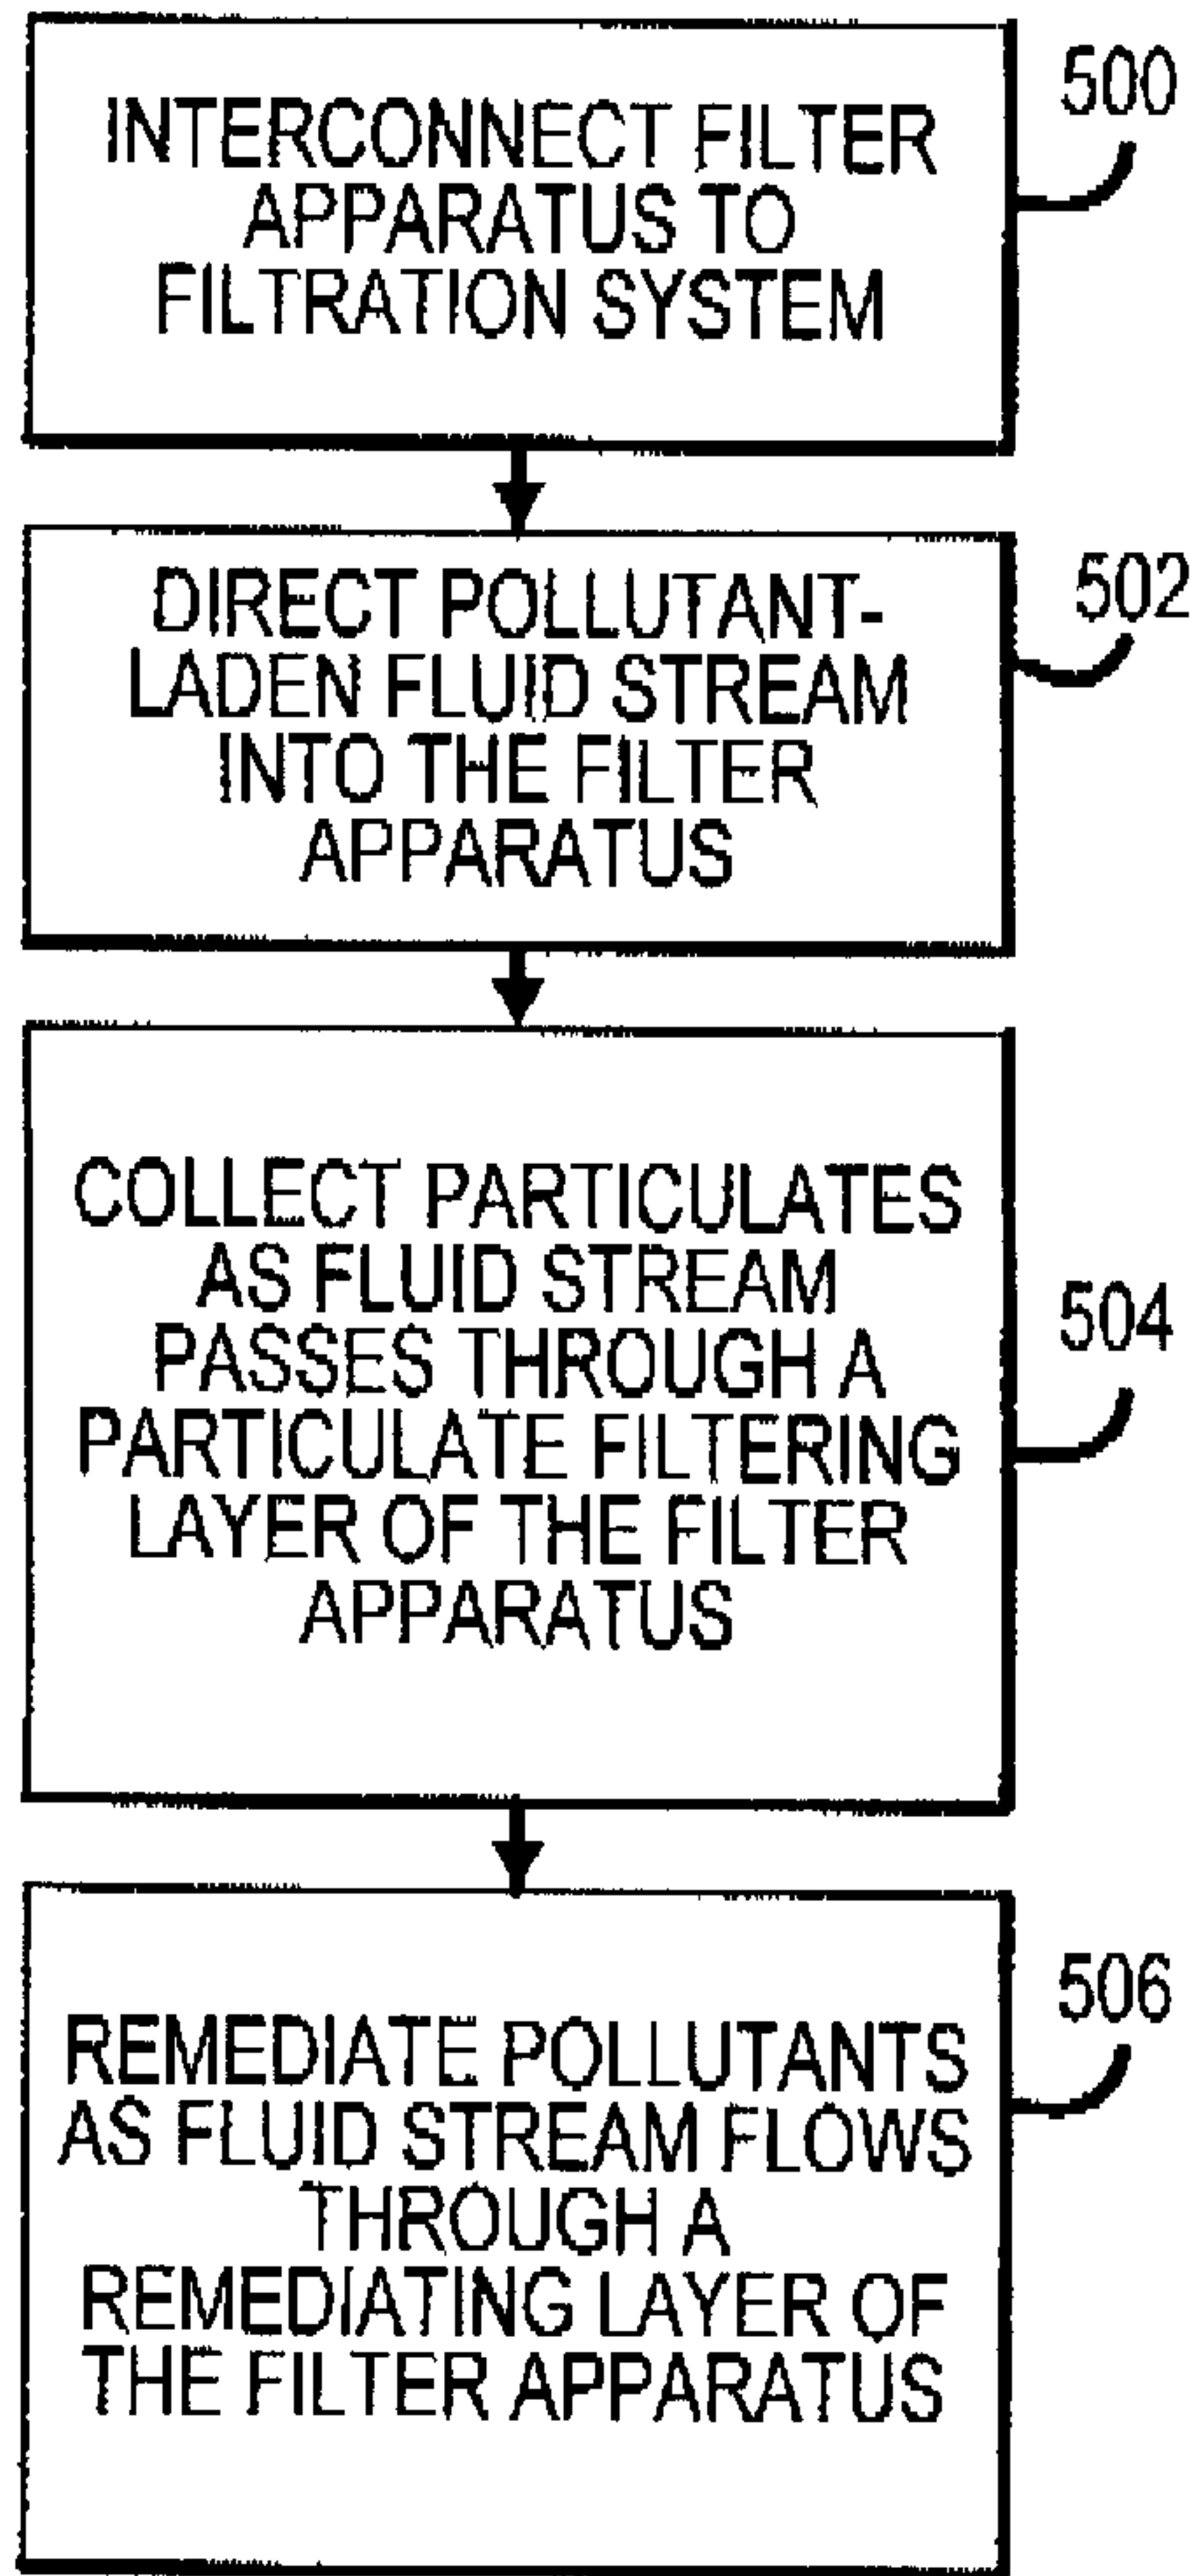 INTERCONNECT FILTER
APPARATUS TO
FILTRATION SYSTEM
500
DIRECT POLLUTANT-
LADEN FLUID STREAM
INTO THE FILTER
APPARATUS
502
COLLECT PARTICULATES
AS FLUID STREAM
PASSES THROUGH A
PARTICULATE FILTERING
LAYER OF THE FILTER
APPARATUS
504
REMEDIATE POLLUTANTS
AS FLUID STREAM FLOWS
THROUGH A
REMEDIATING LAYER OF
THE FILTER APPARATUS
506